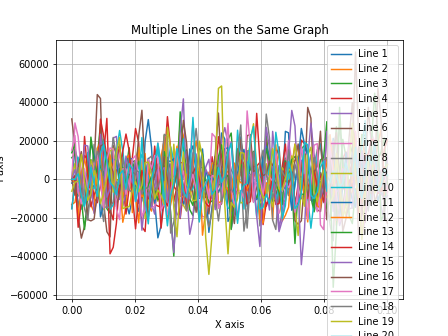 Multiple Lines on the Same Graph
60000
40000
20000
0
−20000
−40000
−60000
0.00
0.02
0.04
0.06
0.08
X axis
Line 1
Line 2
Line 3
Line 4
Line 5
Line 6
Line 7
Line 8
Line 9
Line 10
Line 11
Line 12
Line 13
Line 14
Line 15
Line 16
Line 17
Line 18
Line 19
Line 20